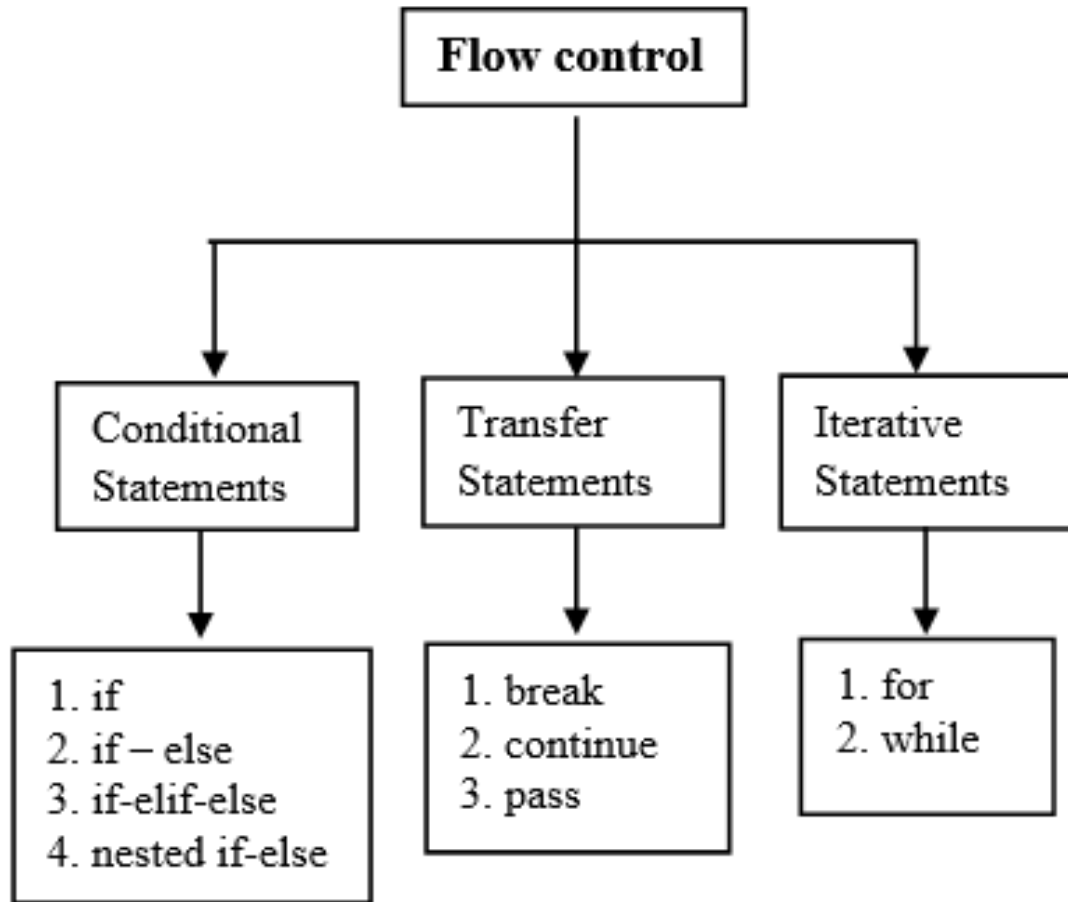 Flow control
Conditional
Statements
Transfer
Statements
Iterative
Statements
1. if
2. if – else
3. if-elif-else
4. nested if-else
1. break
2. continue
3. pass
1. for
2. while